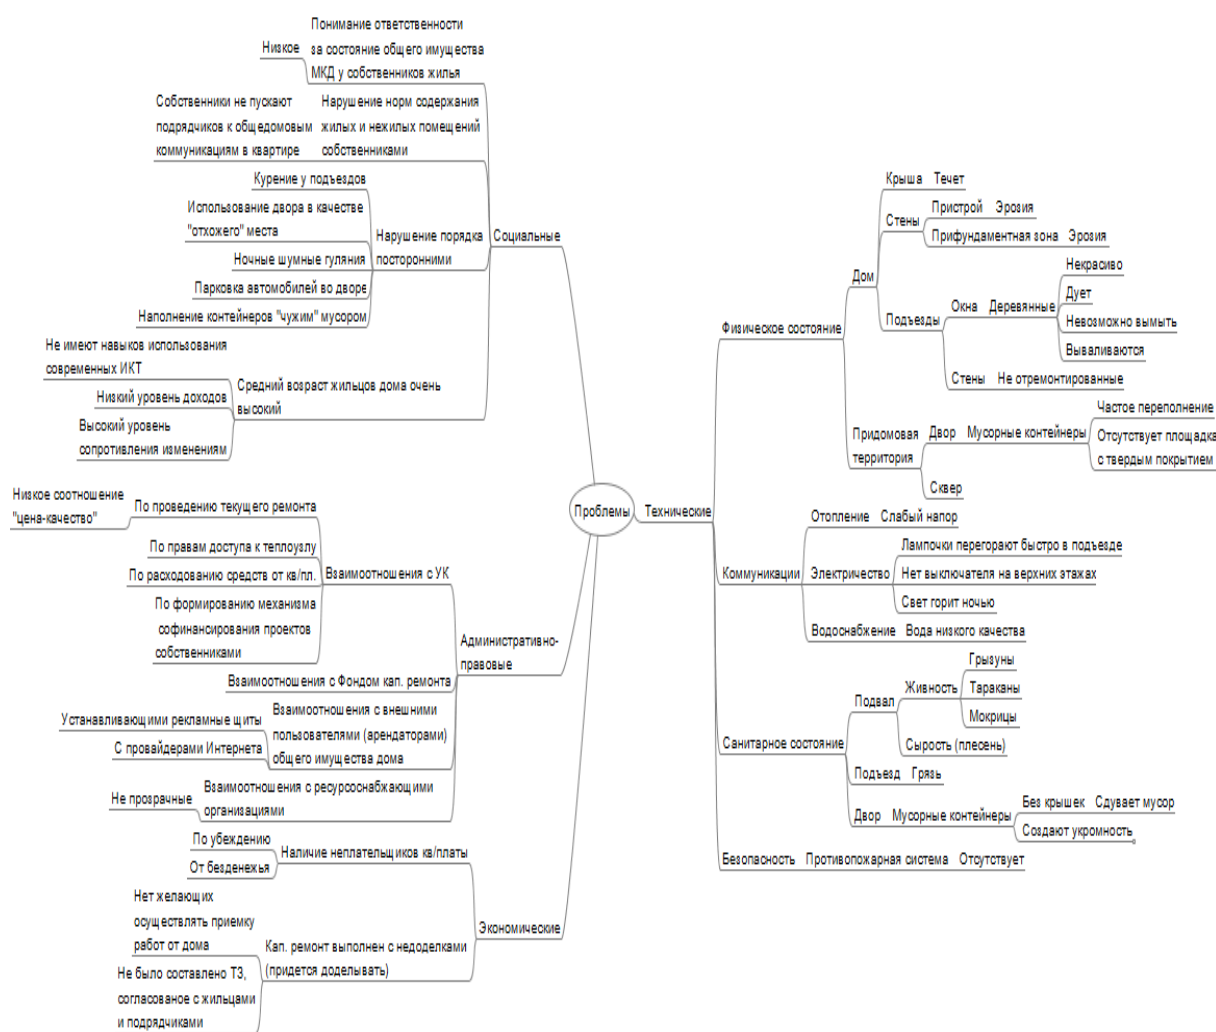 Проблемы
Социальные
Понимание ответственности
за состояние общего имущества
МКД у собственников жилья
Низкое
Нарушение норм содержания
жилых и нежилых помещений
собственниками
Собственники не пускают
подрядчиков к общедомовым
коммуникациям в квартире
Нарушение порядка
посторонними
Курение у подъездов
Использование двора в качестве
"отхожего" места
Ночные шумные гуляния
Парковка автомобилей во дворе
Наполнение контейнеров "чужим" мусором
Средний возраст жильцов дома очень
высокий
Не имеют навыков использования
современных ИКТ
Низкий уровень доходов
Высокий уровень
сопротивления изменениям
Административно-
правовые
Взаимоотношения с УК
По проведению текущего ремонта
Низкое соотношение
"цена-качество"
По правам доступа к теплоузлу
По расходованию средств от кв/пл.
По формированию механизма
софинансирования проектов
собственниками
Взаимоотношения с Фондом кап. ремонта
Взаимоотношения с внешними
пользователями (арендаторами)
общего имущества дома
Устанавливающими рекламные щиты
С провайдерами Интернета
Взаимоотношения с ресурсоснабжающими
организациями
Не прозрачные
Экономические
Наличие неплательщиков кв/платы
По убеждению
От безденежья
Кап. ремонт выполнен с недоделками
(придется доделывать)
Нет желающих
осуществлять приемку
работ от дома
Не было составлено ТЗ,
согласованое с жильцами
и подрядчиками
Технические
Физическое состояние
Дом
Крыша Течет
Стены
Пристрой Эрозия
Прифундаментная зона Эрозия
Подъезды
Окна Деревянные
Некрасиво
Дует
Невозможно вымыть
Вываливаются
Стены Не отремонтированные
Придомовая
территория
Двор Мусорные контейнеры
Частое переполнение
Отсутствует площадка
с твердым покрытием
Сквер
Коммуникации
Отопление Слабый напор
Электричество
Лампочки перегорают быстро в подъезде
Нет выключателя на верхних этажах
Свет горит ночью
Водоснабжение Вода низкого качества
Санитарное состояние
Подвал
Живность
Грызуны
Тараканы
Мокрицы
Сырость (плесень)
Подъезд Грязь
Двор Мусорные контейнеры
Без крышек Сдувает мусор
Создают укромность
Безопасность Противопожарная система Отсутствует